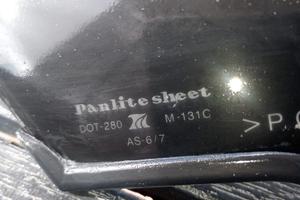 Panlite sheet
DOT-280 M-131C
AS-6/7
>P.